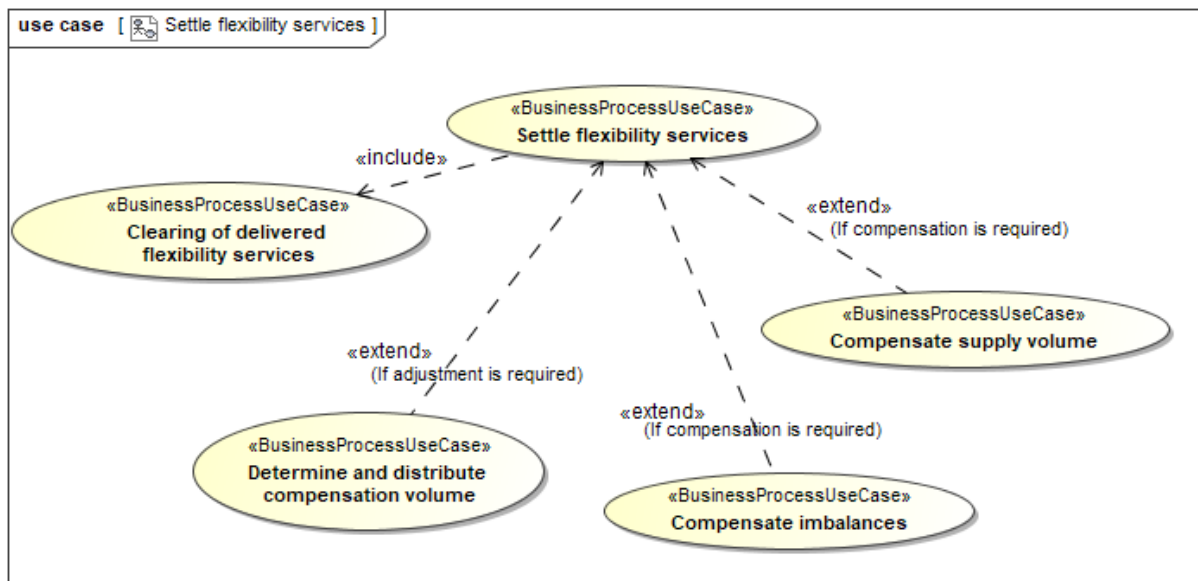 use case [ Settle flexibility services ]
«BusinessProcessUseCase»
Settle flexibility services
«include»
«BusinessProcessUseCase»
Clearing of delivered
flexibility services
«extend»
(If compensation is required)
«BusinessProcessUseCase»
Compensate supply volume
«extend»
(If adjustment is required)
«extend»
(If compensation is required)
«BusinessProcessUseCase»
Determine and distribute
compensation volume
«BusinessProcessUseCase»
Compensate imbalances